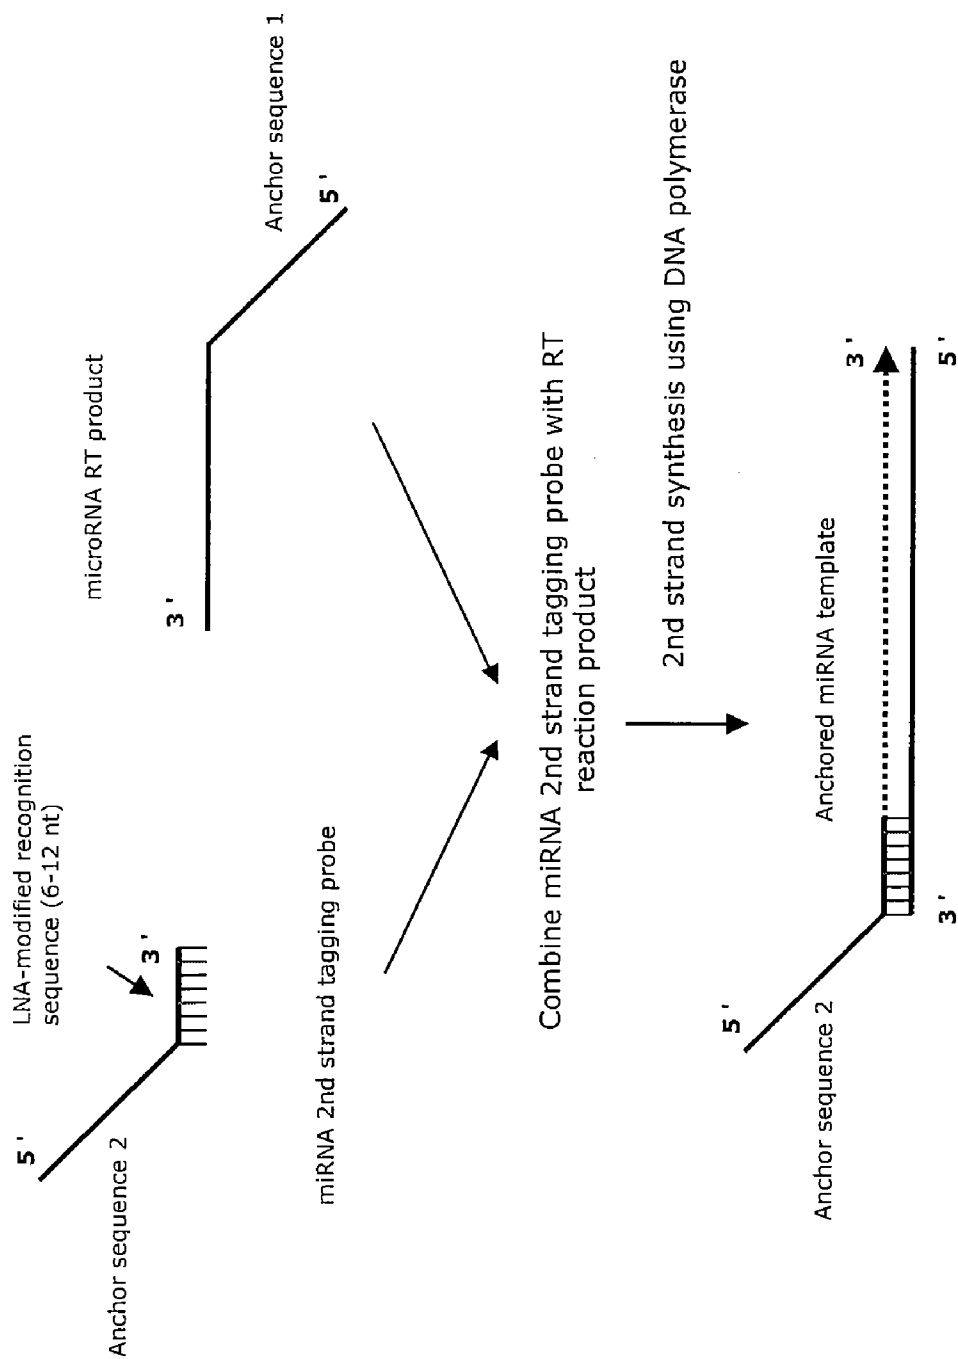 5'
LNA-modified recognition
sequence (6-12 nt)
3'
Anchor sequence 2
miRNA 2nd strand tagging probe
microRNA RT product
3'
Anchor sequence 1
5'
Combine miRNA 2nd strand tagging probe with RT
reaction product
2nd strand synthesis using DNA polymerase
5'
Anchor sequence 2
Anchored miRNA template
3'
3'
5'